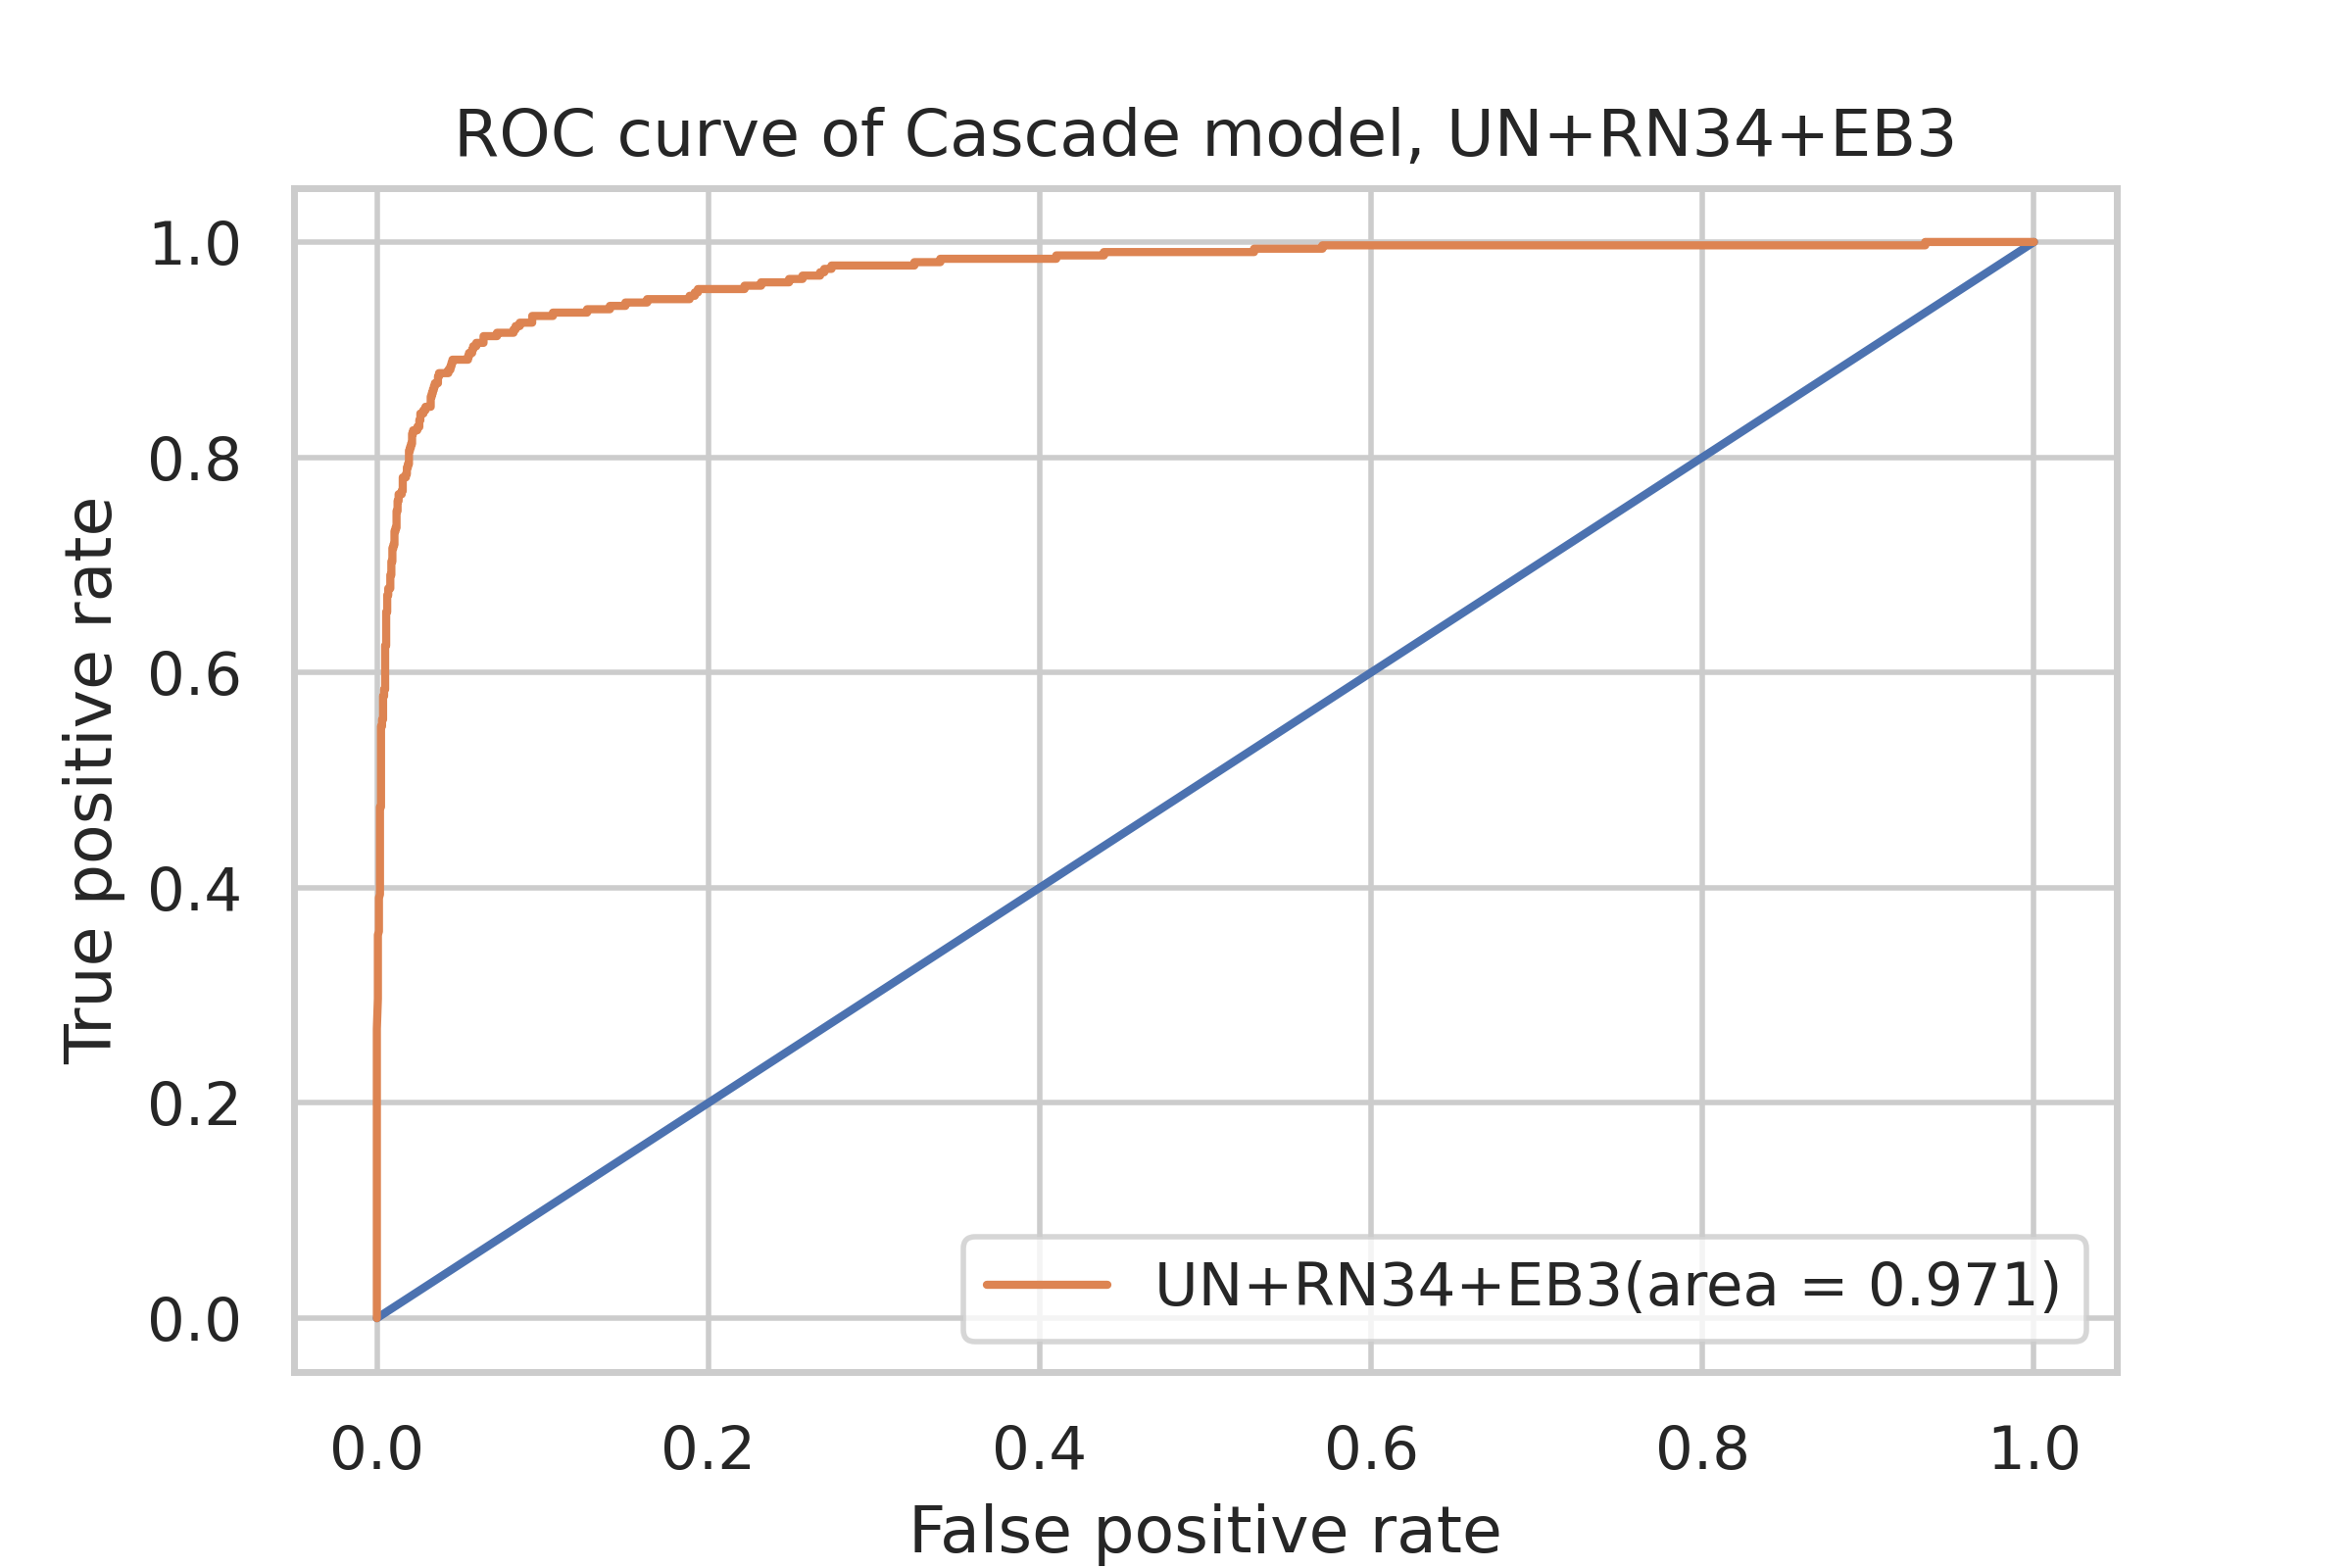 ROC curve of Cascade model, UN+RN34+EB3
1.0
0.8
0.6
0.4
0.2
0.0
True positive rate
UN+RN34+EB3(area = 0.971)
0.0 0.2 0.4 0.6 0.8 1.0
False positive rate